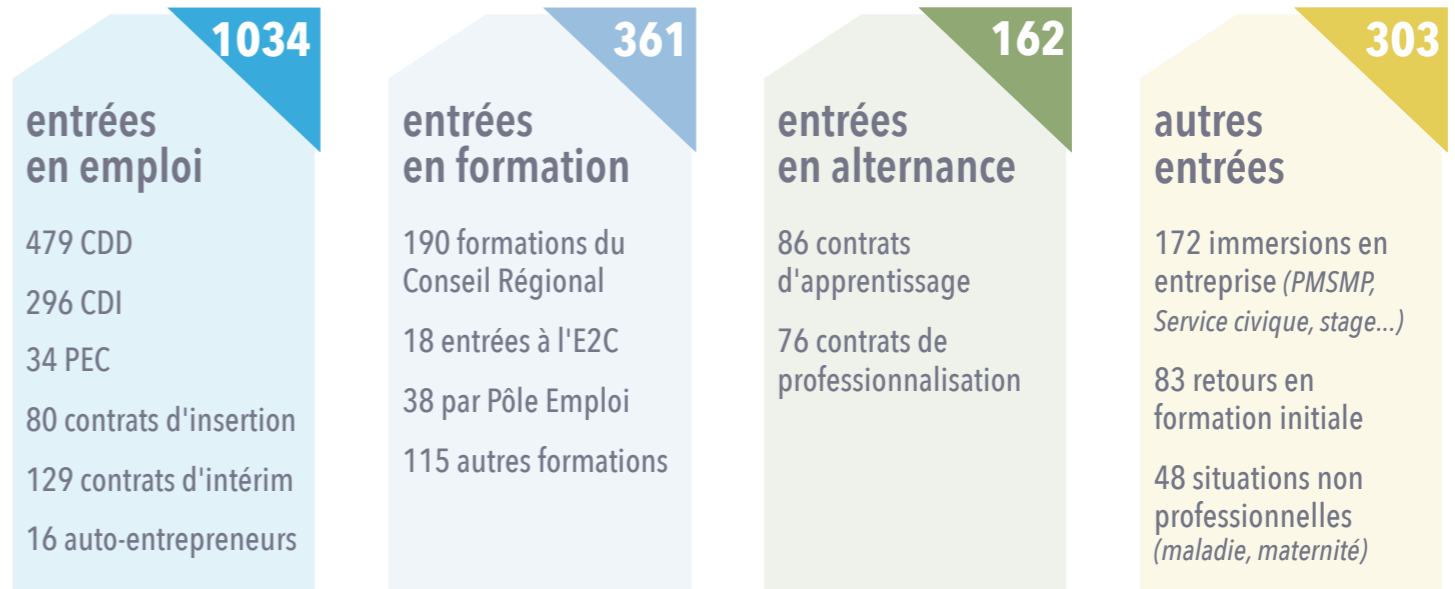 1034
entrées
en emploi
479 CDD
296 CDI
34 PEC
80 contrats d'insertion
129 contrats d'intérim
16 auto-entrepreneurs
361
entrées
en formation
190 formations du
Conseil Régional
18 entrées à l'E2C
38 par Pôle Emploi
115 autres formations
162
entrées
en alternance
86 contrats
d'apprentissage
76 contrats de
professionnalisation
303
autres
entrées
172 immersions en
entreprise (PMSMP,
Service civique, stage...)
83 retours en
formation initiale
48 situations non
professionnelles
(maladie, maternité)